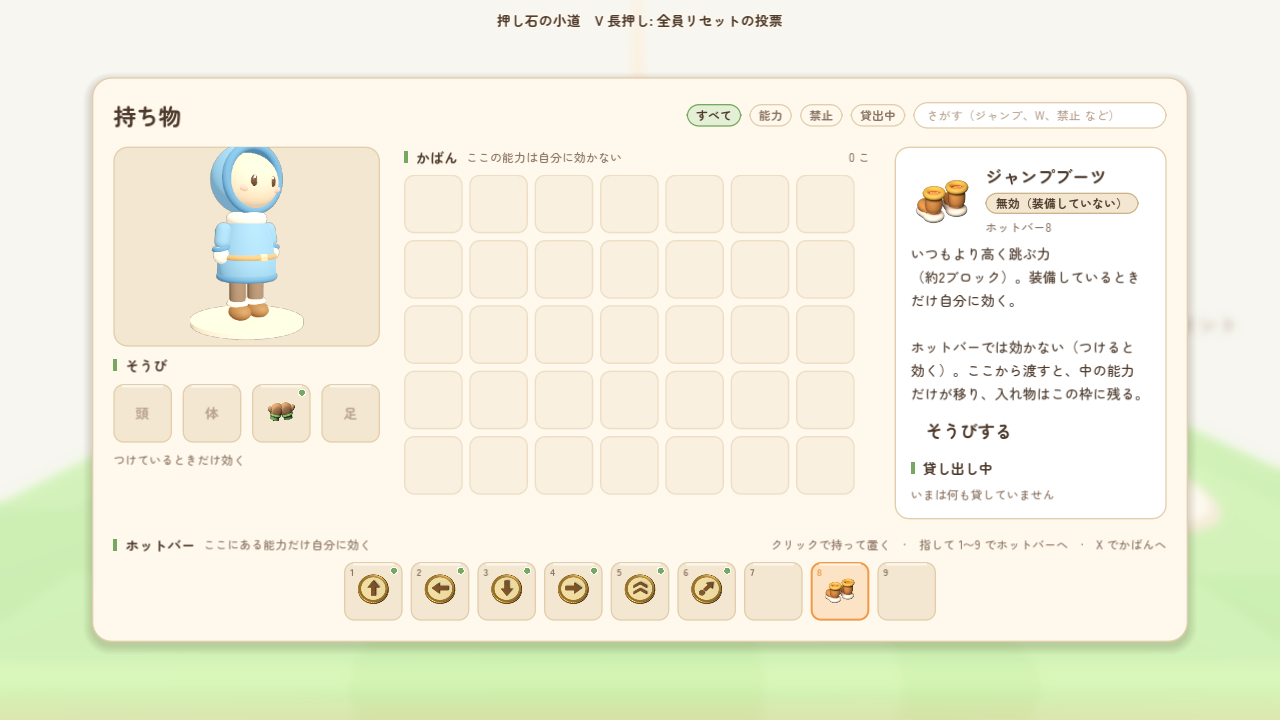 押し石の小道　V 長押し: 全員リセットの投票
持ち物
すべて
能力
禁止
貸出中
さがす（ジャンプ、W、禁止 など）
かばん ここの能力は自分に効かない
0 こ
ジャンプブーツ
無効（装備していない）
ホットバー8
いつもより高く跳ぶ力
（約2ブロック）。装備しているとき
だけ自分に効く。
ホットバーでは効かない（つけると
効く）。ここから渡すと、中の能力
だけが移り、入れ物はこの枠に残る。
そうびする
貸し出し中
いまは何も貸していません
そうび
頭
体
足
つけているときだけ効く
ホットバー ここにある能力だけ自分に効く
クリックで持って置く ・ 指して 1〜9 でホットバーへ ・ X でかばんへ
1
2
3
4
5
6
7
8
9